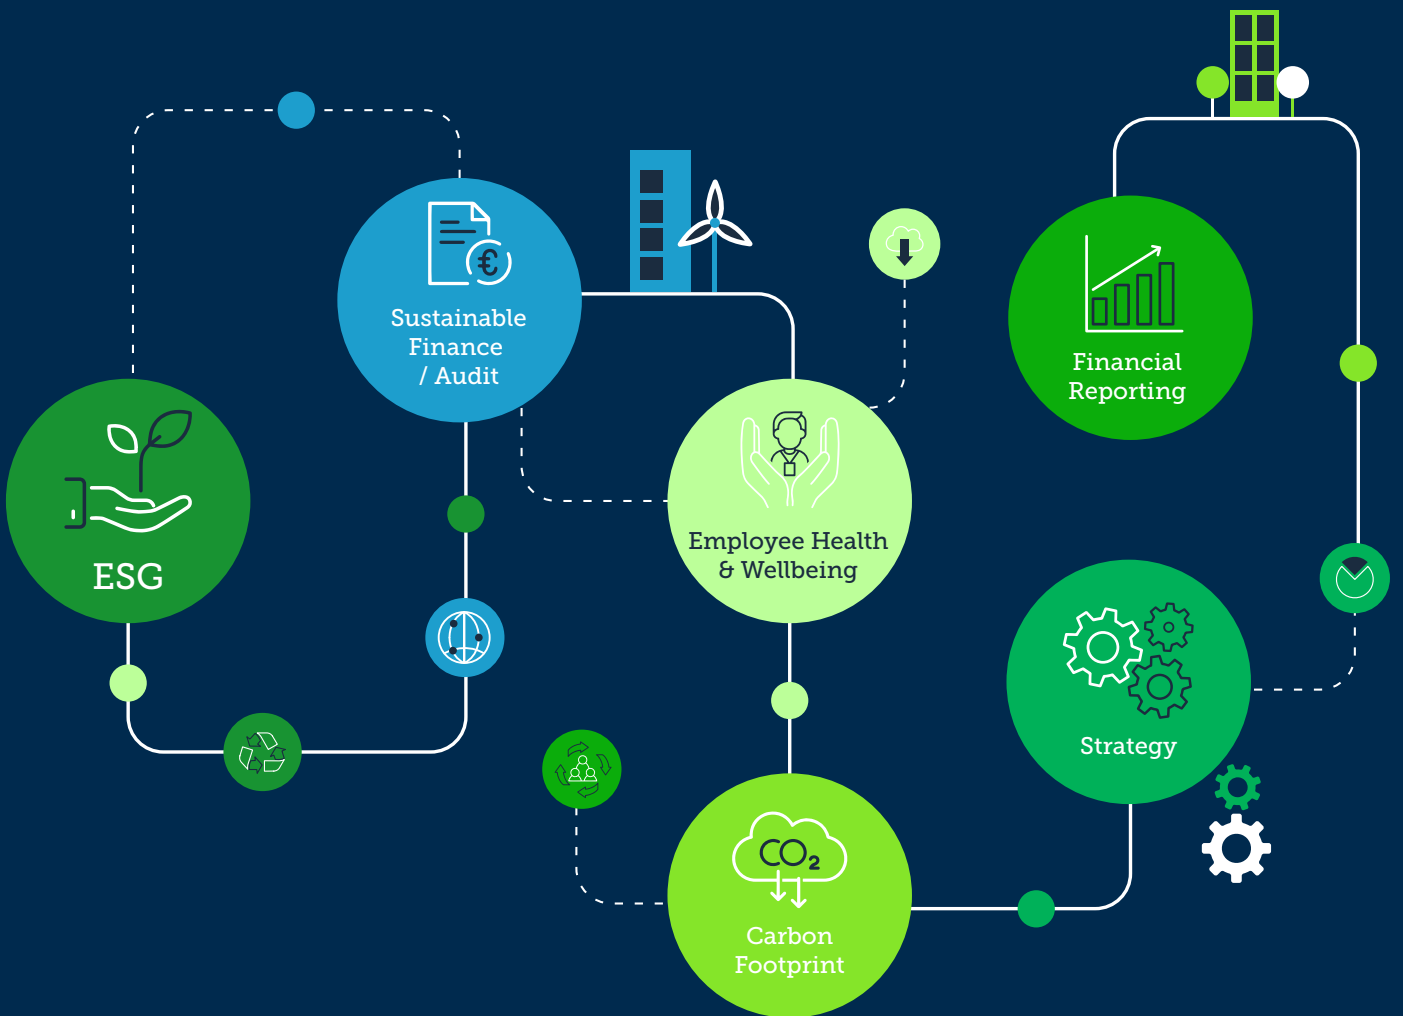 Sustainable
Finance
/ Audit
Financial
Reporting
ESG
Employee Health
& Wellbeing
Strategy
CO₂
Carbon
Footprint
€